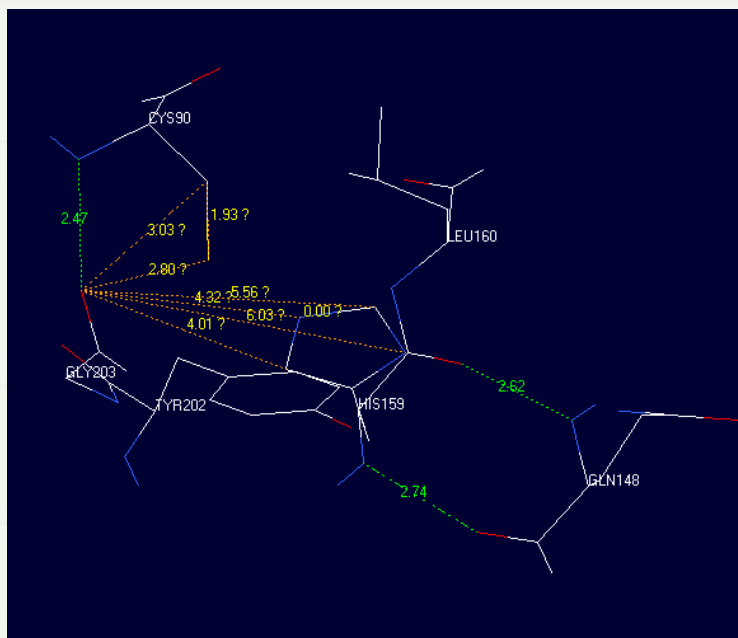 CYS90
2.47
1.93 ?
3.03 ?
LEU160
2.80 ?
4.32 ?
5.56 ?
6.03 ?
0.00 ?
4.01 ?
GLY203
TYR202
HIS159
2.62
GLN148
2.74